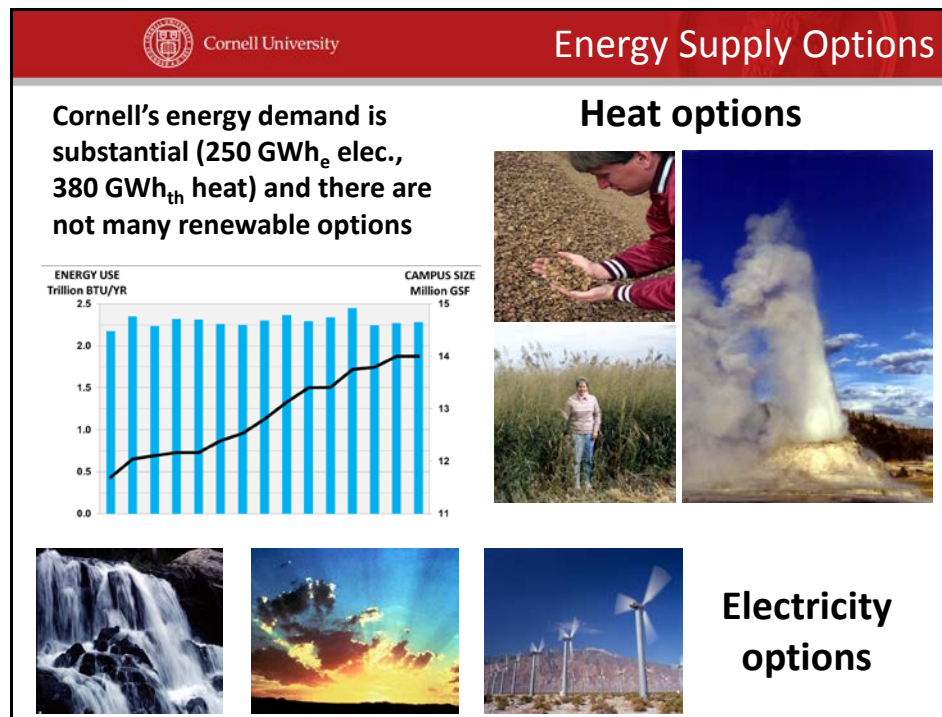 Cornell University
Energy Supply Options
Cornell's energy demand is
substantial (250 GWhe elec.,
380 GWhth heat) and there are
not many renewable options
Heat options
ENERGY USE
Trillion BTU/YR
CAMPUS SIZE
Million GSF
2.5
2.0
1.5
1.0
0.5
0.0
15
14
13
12
11
Electricity
options